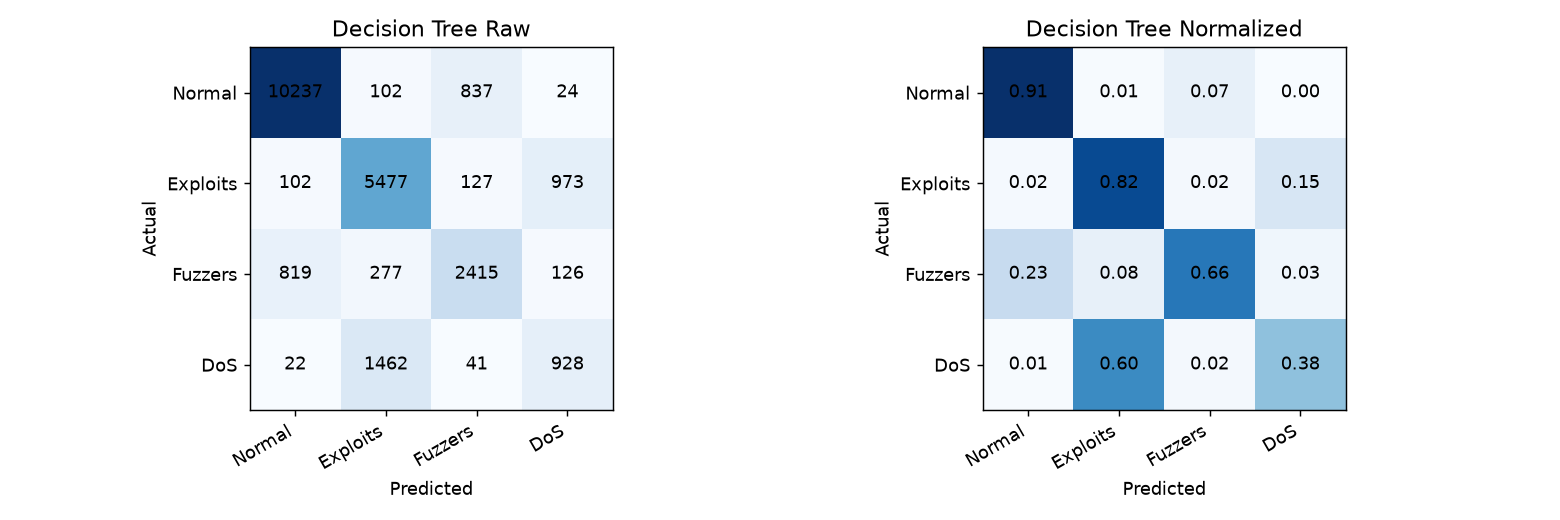 Decision Tree Raw
Normal 10237 102 837 24
Exploits 102 5477 127 973
Fuzzers 819 277 2415 126
DoS 22 1462 41 928
Actual
Normal Exploits Fuzzers DoS
Predicted
Decision Tree Normalized
Normal 0.91 0.01 0.07 0.00
Exploits 0.02 0.82 0.02 0.15
Fuzzers 0.23 0.08 0.66 0.03
DoS 0.01 0.60 0.02 0.38
Actual
Normal Exploits Fuzzers DoS
Predicted